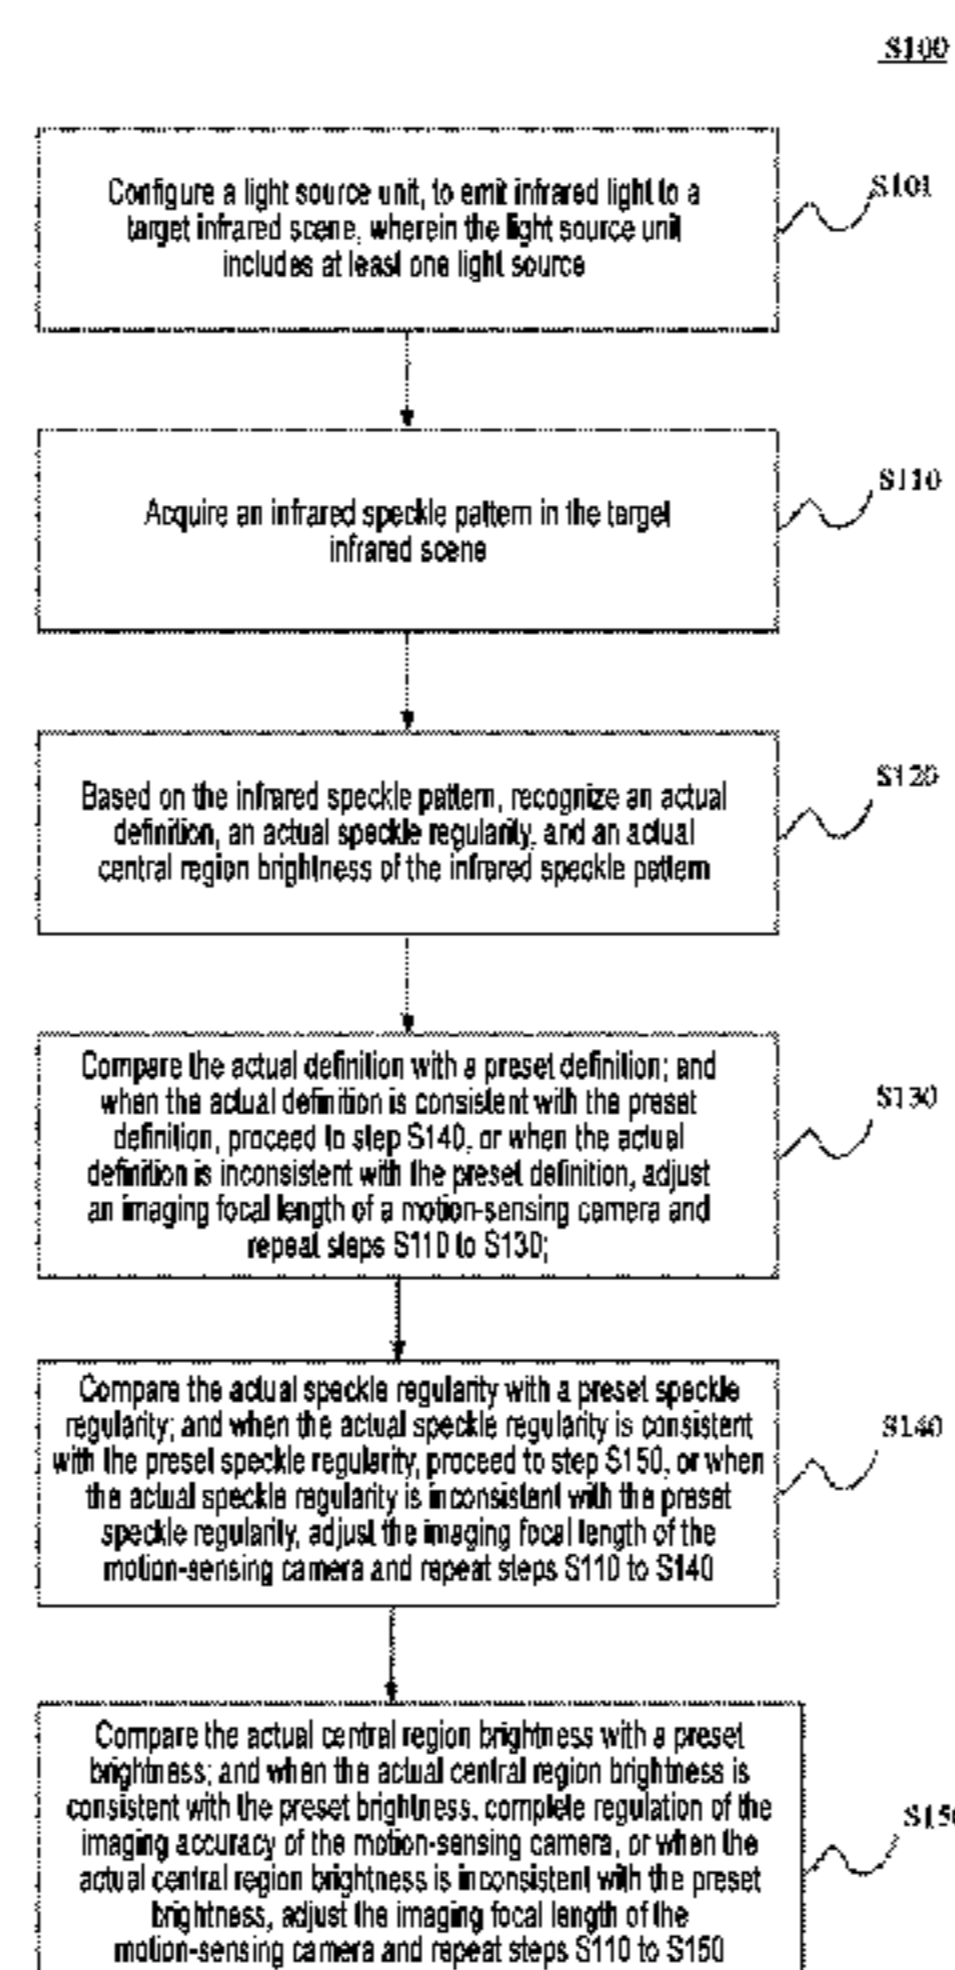 S100
Configure a light source unit, to emit infrared light to a
target infrared scene, wherein the light source unit
includes at least one light source
S101
Acquire an infrared speckle pattern in the target
infrared scene
S110
Based on the infrared speckle pattern, recognize an actual
definition, an actual speckle regularity, and an actual
central region brightness of the infrared speckle pattern
S120
Compare the actual definition with a preset definition; and
when the actual definition is consistent with the preset
definition, proceed to step S140, or when the actual
definition is inconsistent with the preset definition, adjust
an imaging focal length of a motion-sensing camera and
repeat steps S110 to S130;
S130
Compare the actual speckle regularity with a preset speckle
regularity; and when the actual speckle regularity is consistent
with the preset speckle regularity, proceed to step S150, or when
the actual speckle regularity is inconsistent with the preset
speckle regularity, adjust the imaging focal length of the
motion-sensing camera and repeat steps S110 to S140
S140
Compare the actual central region brightness with a preset
brightness; and when the actual central region brightness is
consistent with the preset brightness, complete regulation of the
imaging accuracy of the motion-sensing camera, or when the
actual central region brightness is inconsistent with the preset
brightness, adjust the imaging focal length of the
motion-sensing camera and repeat steps S110 to S150
S150